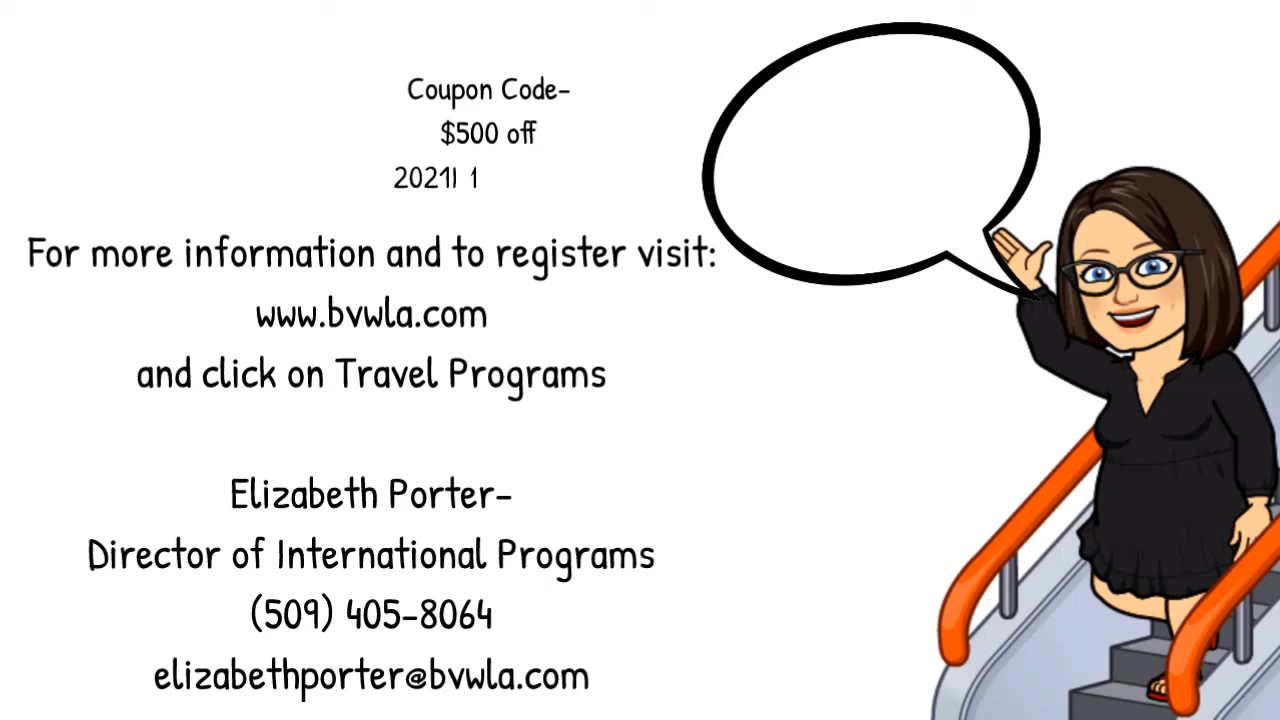 Coupon Code-
$500 off
For more information and to register visit:
www.bvwla.com
and click on Travel Programs
Elizabeth Porter-
Director of International Programs
(509) 405-8064
elizabethporter@bvwla.com